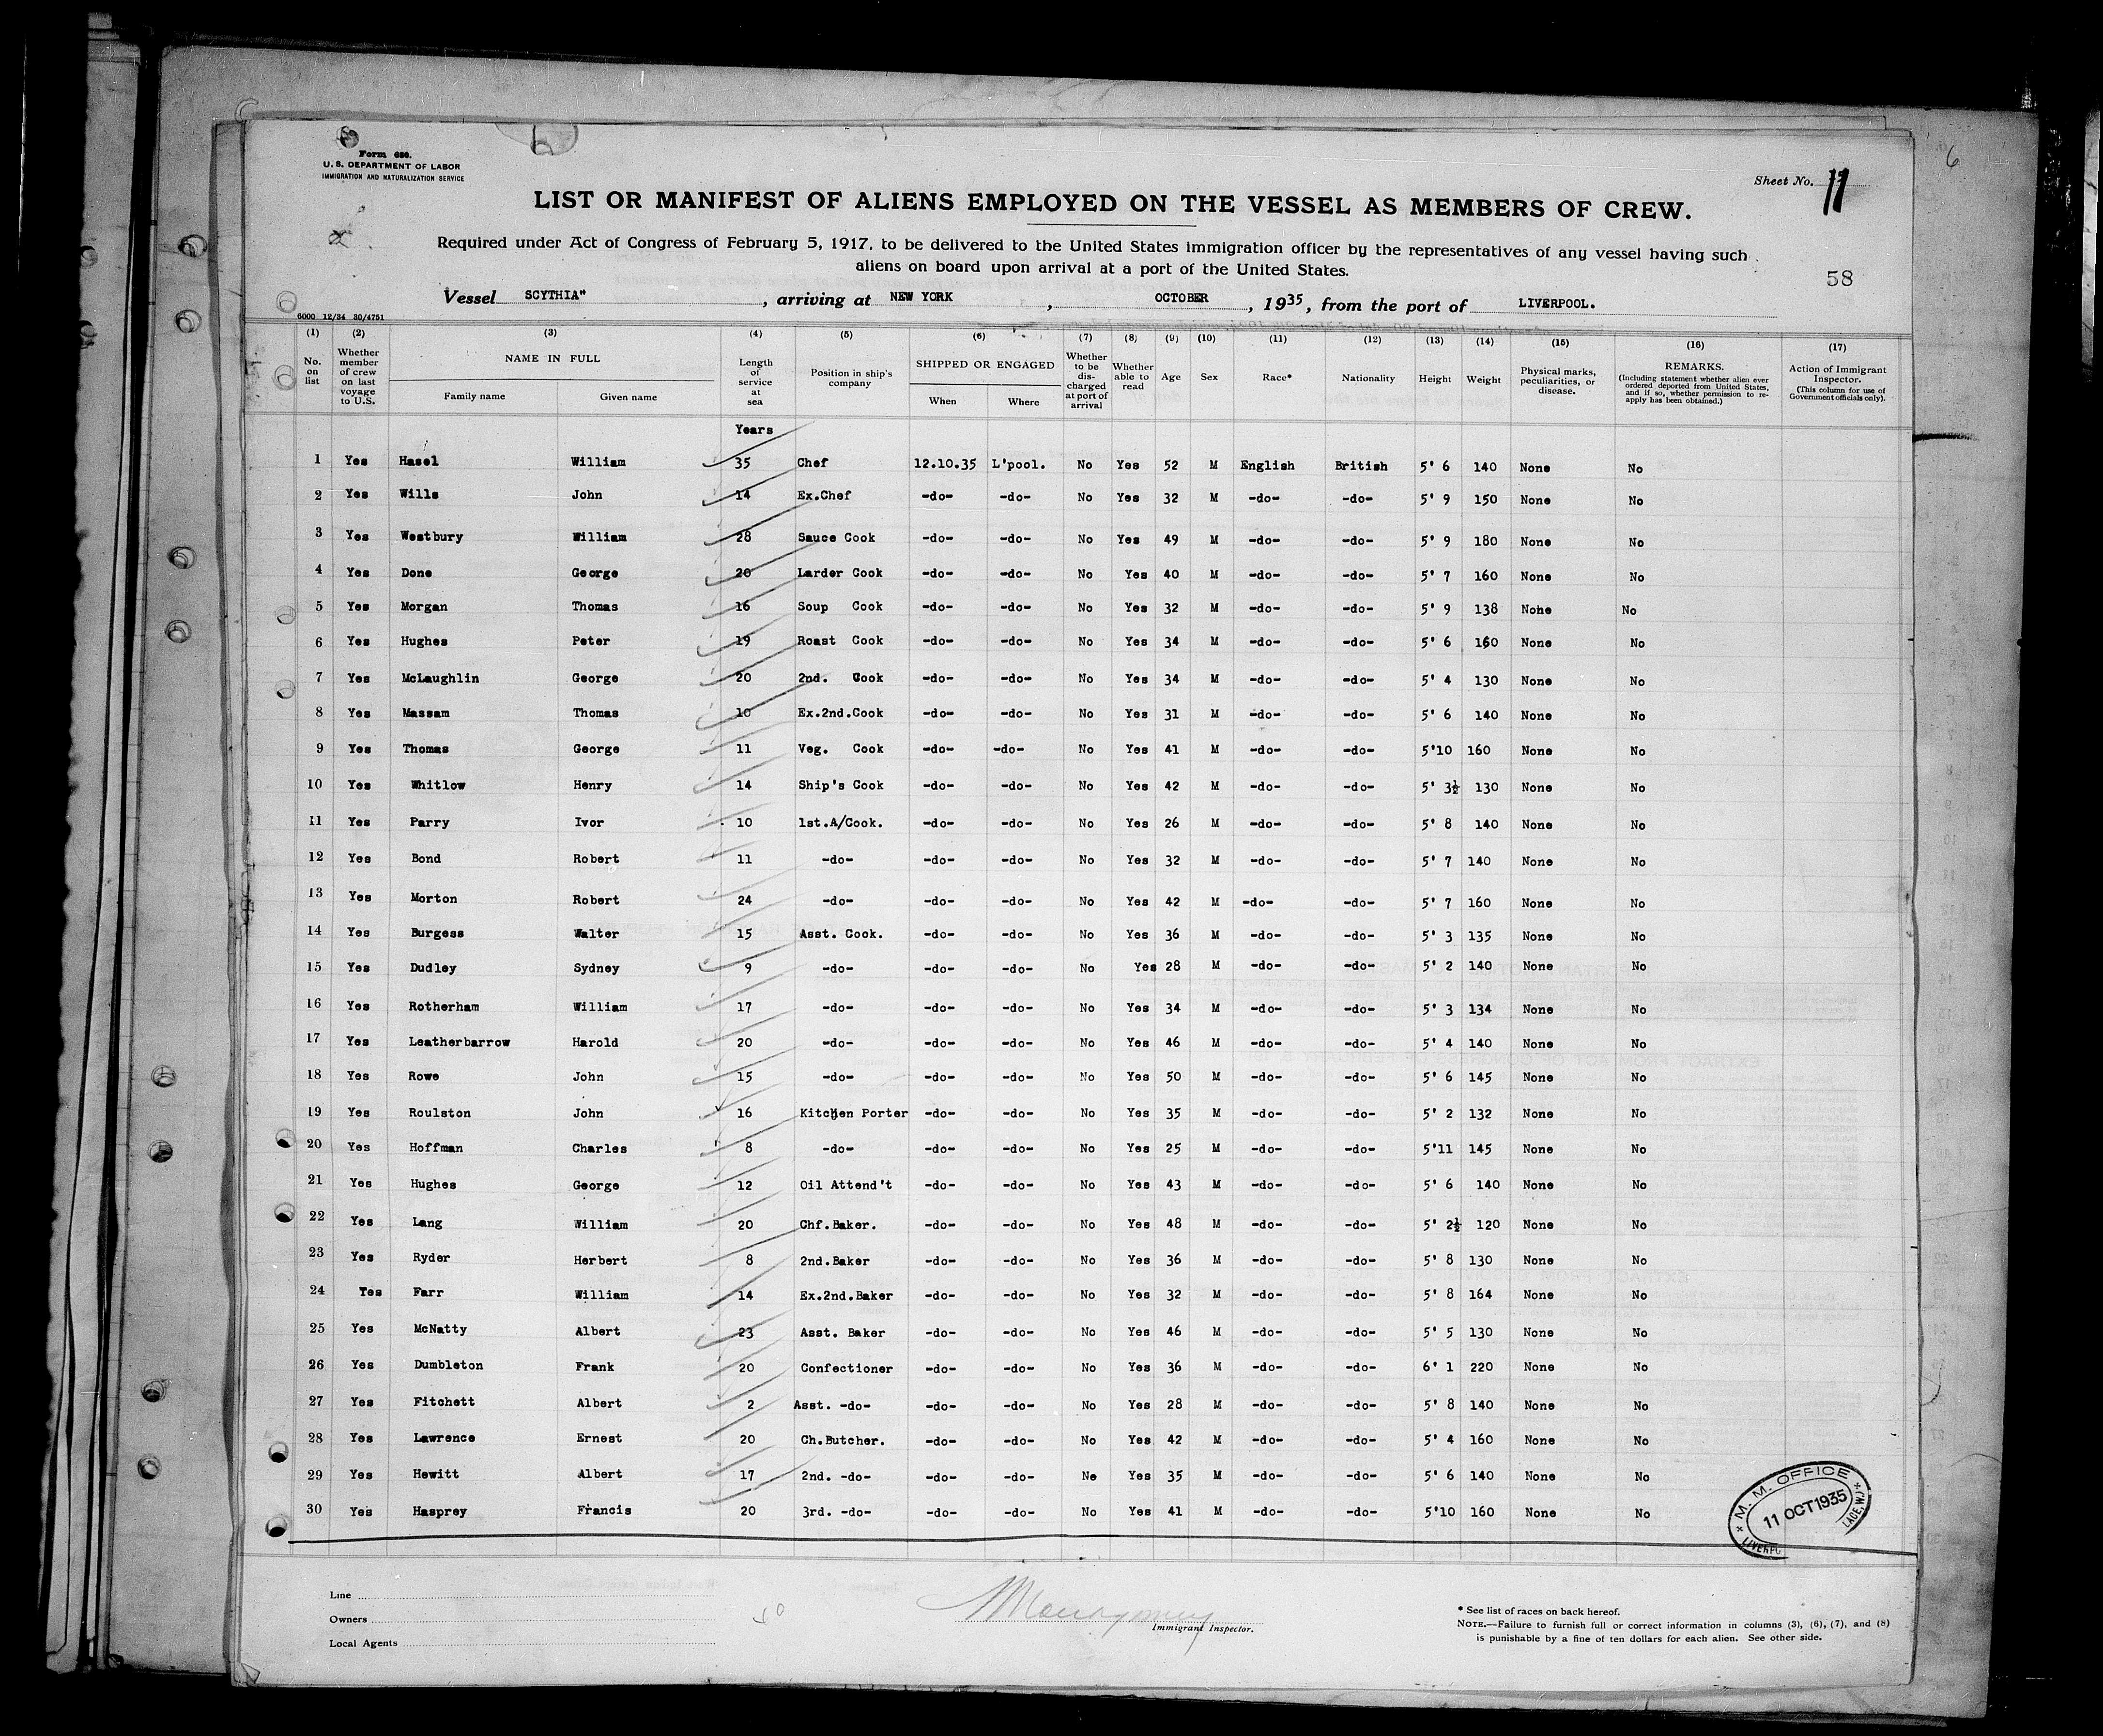 Form 680.
U. S. DEPARTMENT OF LABOR
IMMIGRATION AND NATURALIZATION SERVICE
6
Sheet No. 11
LIST OR MANIFEST OF ALIENS EMPLOYED ON THE VESSEL AS MEMBERS OF CREW.
Required under Act of Congress of February 5, 1917, to be delivered to the United States immigration officer by the representatives of any vessel having such
aliens on board upon arrival at a port of the United States.
58
Vessel SCYTHIA", arriving at NEW YORK, OCTOBER, 1935, from the port of LIVERPOOL.
6000 12/34 30/4751
(1) (2) (3) (4) (5) (6) (7) (8) (9) (10) (11) (12) (13) (14) (15) (16) (17)
No. on list Whether member of crew on last voyage to U.S. NAME IN FULL Family name Given name Length of service at sea Position in ship's company SHIPPED OR ENGAGED When Where Whether to be discharged at port of arrival Whether able to read Age Sex Race* Nationality Height Weight Physical marks, peculiarities, or disease. REMARKS. (Including statement whether alien ever ordered deported from United States, and if so, whether permission to re-apply has been obtained.) Action of Immigrant Inspector. (This column for use of Government officials only).
Years
1 Yes Hasel William 35 Chef 12.10.35 L'pool. No Yes 52 M English British 5' 6 140 None No
2 Yes Wills John 14 Ex.Chef -do- -do- No Yes 32 M -do- -do- 5' 9 150 None No
3 Yes Westbury William 28 Sauce Cook -do- -do- No Yes 49 M -do- -do- 5' 9 180 None No
4 Yes Done George 20 Larder Cook -do- -do- No Yes 40 M -do- -do- 5' 7 160 None No
5 Yes Morgan Thomas 16 Soup Cook -do- -do- No Yes 32 M -do- -do- 5' 9 138 None No
6 Yes Hughes Peter 19 Roast Cook -do- -do- No Yes 34 M -do- -do- 5' 6 160 None No
7 Yes McLaughlin George 20 2nd. Cook -do- -do- No Yes 34 M -do- -do- 5' 4 130 None No
8 Yes Massam Thomas 10 Ex.2nd.Cook -do- -do- No Yes 31 M -do- -do- 5' 6 140 None No
9 Yes Thomas George 11 Veg. Cook -do- -do- No Yes 41 M -do- -do- 5'10 160 None No
10 Yes Whitlow Henry 14 Ship's Cook -do- -do- No Yes 42 M -do- -do- 5' 3½ 130 None No
11 Yes Parry Ivor 10 1st.A/Cook. -do- -do- No Yes 26 M -do- -do- 5' 8 140 None No
12 Yes Bond Robert 11 -do- -do- -do- No Yes 32 M -do- -do- 5' 7 140 None No
13 Yes Morton Robert 24 -do- -do- -do- No Yes 42 M -do- -do- 5' 7 160 None No
14 Yes Burgess Walter 15 Asst. Cook. -do- -do- No Yes 36 M -do- -do- 5' 3 135 None No
15 Yes Dudley Sydney 9 -do- -do- -do- No Yes 28 M -do- -do- 5' 2 140 None No
16 Yes Rotherham William 17 -do- -do- -do- No Yes 34 M -do- -do- 5' 3 134 None No
17 Yes Leatherbarrow Harold 20 -do- -do- -do- No Yes 46 M -do- -do- 5' 4 140 None No
18 Yes Rowe John 15 -do- -do- -do- No Yes 50 M -do- -do- 5' 6 145 None No
19 Yes Roulston John 16 Kitchen Porter -do- -do- No Yes 35 M -do- -do- 5' 2 132 None No
20 Yes Hoffman Charles 8 -do- -do- -do- No Yes 25 M -do- -do- 5'11 145 None No
21 Yes Hughes George 12 Oil Attend't -do- -do- No Yes 43 M -do- -do- 5' 6 140 None No
22 Yes Lang William 20 Chf.Baker. -do- -do- No Yes 48 M -do- -do- 5' 2½ 120 None No
23 Yes Ryder Herbert 8 2nd.Baker -do- -do- No Yes 36 M -do- -do- 5' 8 130 None No
24 Yes Farr William 14 Ex.2nd.Baker -do- -do- No Yes 32 M -do- -do- 5' 8 164 None No
25 Yes McNatty Albert 23 Asst. Baker -do- -do- No Yes 46 M -do- -do- 5' 5 130 None No
26 Yes Dumbleton Frank 20 Confectioner -do- -do- No Yes 36 M -do- -do- 6' 1 220 None No
27 Yes Fitchett Albert 2 Asst. -do- -do- -do- No Yes 28 M -do- -do- 5' 8 140 None No
28 Yes Lawrence Ernest 20 Ch.Butcher. -do- -do- No Yes 42 M -do- -do- 5' 4 160 None No
29 Yes Hewitt Albert 17 2nd. -do- -do- -do- No Yes 35 M -do- -do- 5' 6 140 None No
30 Yes Hasprey Francis 20 3rd. -do- -do- -do- No Yes 41 M -do- -do- 5'10 160 None No
M. M. OFFICE
11 OCT 1935
Line
Owners
Local Agents
Immigrant Inspector.
* See list of races on back hereof.
NOTE.—Failure to furnish full or correct information in columns (3), (6), (7), and (8)
is punishable by a fine of ten dollars for each alien. See other side.